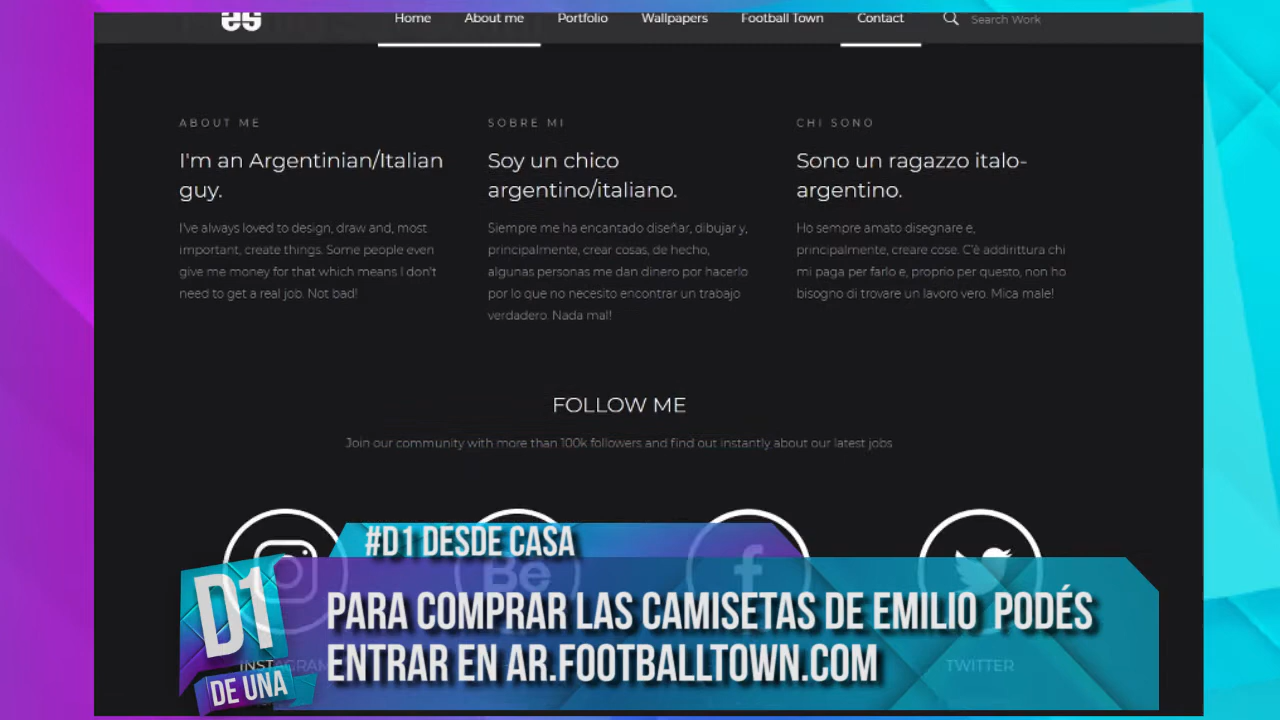 Home About me Portfolio Wallpapers Football Town Contact Search Work
ABOUT ME
I'm an Argentinian/Italian
guy.
I've always loved to design, draw and, most
important, create things. Some people even
give me money for that which means I don't
need to get a real job. Not bad!
SOBRE MI
Soy un chico
argentino/italiano.
Siempre me ha encantado diseñar, dibujar y,
principalmente, crear cosas, de hecho,
algunas personas me dan dinero por hacerlo
por lo que no necesito encontrar un trabajo
verdadero. Nada mal!
CHI SONO
Sono un ragazzo italo-
argentino.
Ho sempre amato disegnare e,
principalmente, creare cose. C'è addirittura chi
mi paga per farlo e, proprio per questo, non ho
bisogno di trovare un lavoro vero. Mica male!
FOLLOW ME
Join our community with more than 100k followers and find out instantly about our latest jobs
Bē
f
INSTAGRAM
TWITTER
#D1 DESDE CASA
D1
DE UNA
PARA COMPRAR LAS CAMISETAS DE EMILIO PODÉS
ENTRAR EN AR.FOOTBALLTOWN.COM